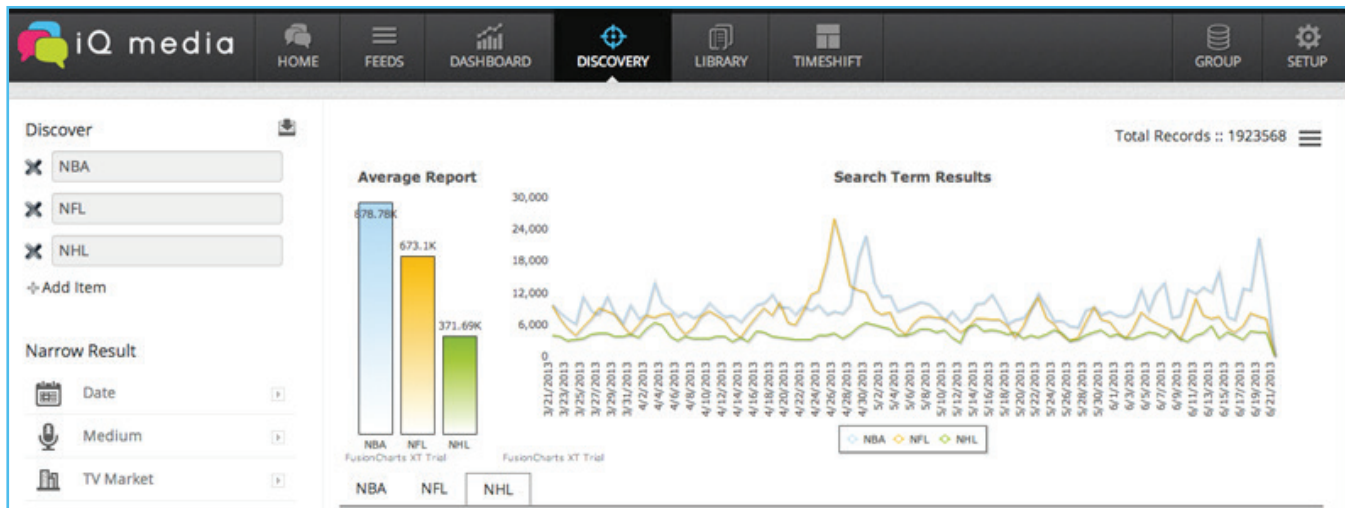 iQ media
HOME
FEEDS
DASHBOARD
DISCOVERY
LIBRARY
TIMESHIFT
GROUP
SETUP
Discover
NBA
NFL
NHL
Add Item
Narrow Result
Date
Medium
TV Market
Total Records :: 1923568
Average Report
878.78K
673.1K
371.69K
NBA NFL NHL
FusionCharts XT Trial
Search Term Results
30,000
24,000
18,000
12,000
6,000
0
3/21/2013
3/23/2013
3/25/2013
3/27/2013
3/29/2013
3/31/2013
4/2/2013
4/4/2013
4/6/2013
4/8/2013
4/10/2013
4/12/2013
4/14/2013
4/16/2013
4/18/2013
4/20/2013
4/22/2013
4/24/2013
4/26/2013
4/28/2013
4/30/2013
5/2/2013
5/4/2013
5/6/2013
5/8/2013
5/10/2013
5/12/2013
5/14/2013
5/16/2013
5/18/2013
5/20/2013
5/22/2013
5/24/2013
5/26/2013
5/28/2013
5/30/2013
6/1/2013
6/3/2013
6/5/2013
6/7/2013
6/9/2013
6/11/2013
6/13/2013
6/15/2013
6/17/2013
6/19/2013
6/21/2013
NBA NFL NHL
FusionCharts XT Trial
NBA NFL NHL